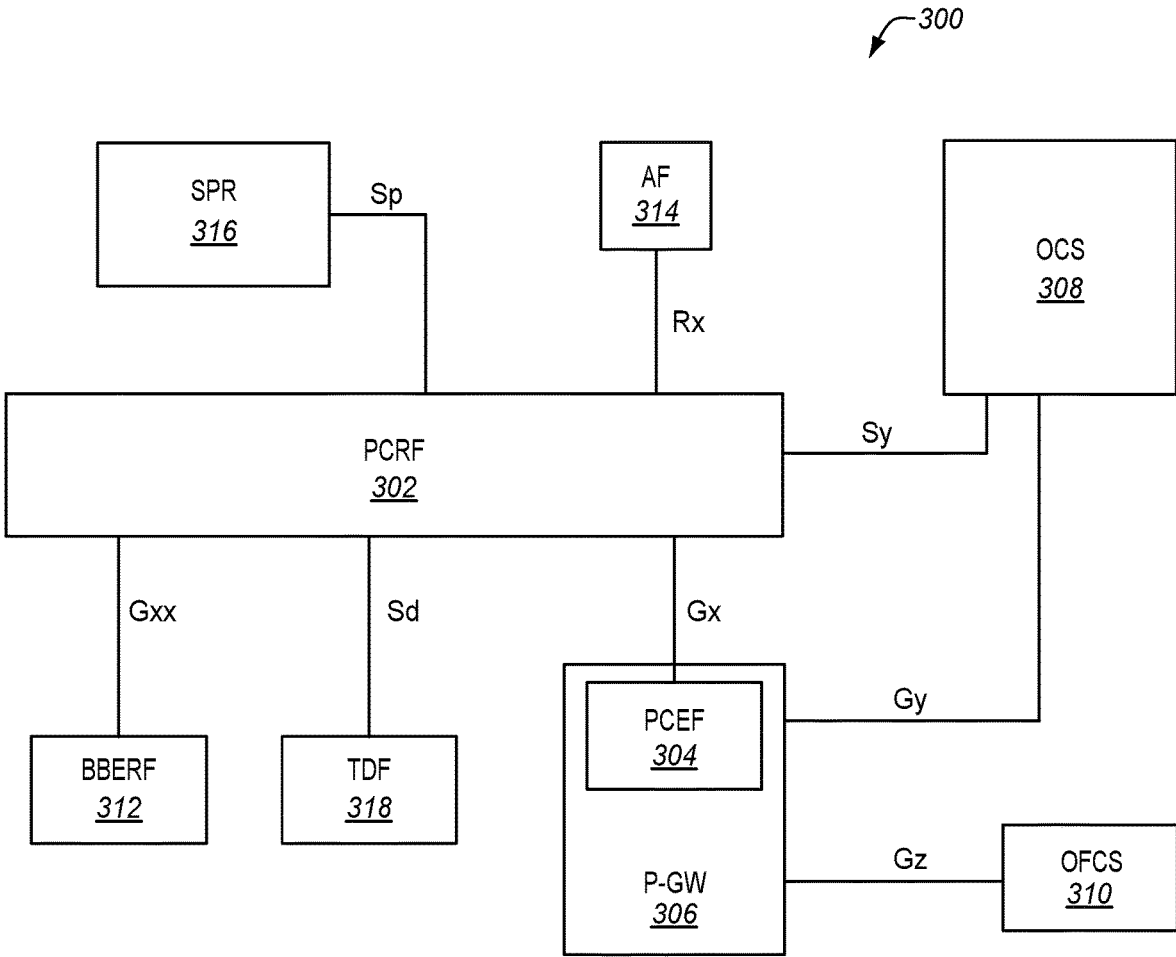 300
SPR
316
Sp
AF
314
OCS
308
Rx
PCRF
302
Sy
Gxx
Sd
Gx
PCEF
304
Gy
BBERF
312
TDF
318
P-GW
306
Gz
OFCS
310